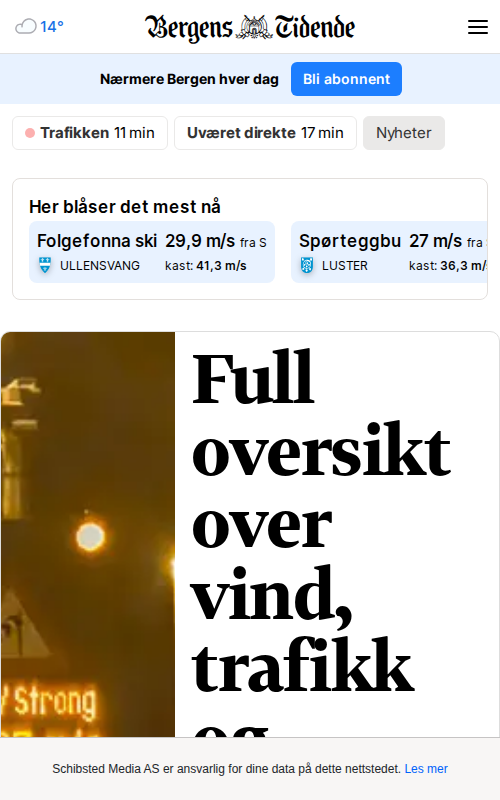 14°
Bergens Tidende
Nærmere Bergen hver dag
Bli abonnent
Trafikken 11 min
Uværet direkte 17 min
Nyheter
Her blåser det mest nå
Folgefonna ski 29,9 m/s fra S
ULLENSVANG kast: 41,3 m/s
Spørteggbu 27 m/s fra
LUSTER kast: 36,3 m/
Full
oversikt
over
vind,
trafikk
og
Strong
Schibsted Media AS er ansvarlig for dine data på dette nettstedet. Les mer